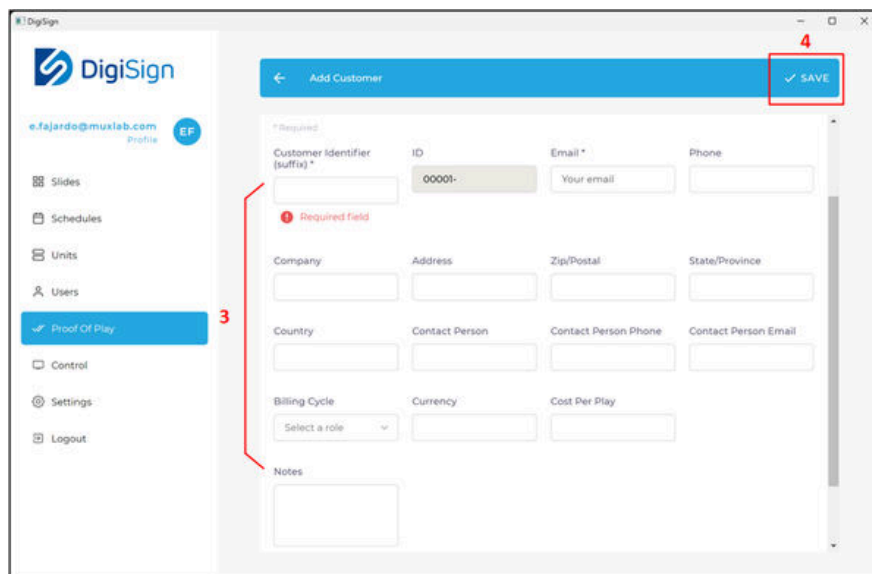 DigiSign
4
DigiSign
Add Customer
SAVE
e.fajardo@muxlab.com
Profile
EF
* Required
Customer Identifier
(suffix) *
ID
Email *
Phone
00001-
Your email
Required field
Slides
Schedules
Units
Users
Proof Of Play
Control
Settings
Logout
3
Company
Address
Zip/Postal
State/Province
Country
Contact Person
Contact Person Phone
Contact Person Email
Billing Cycle
Currency
Cost Per Play
Select a role
Notes